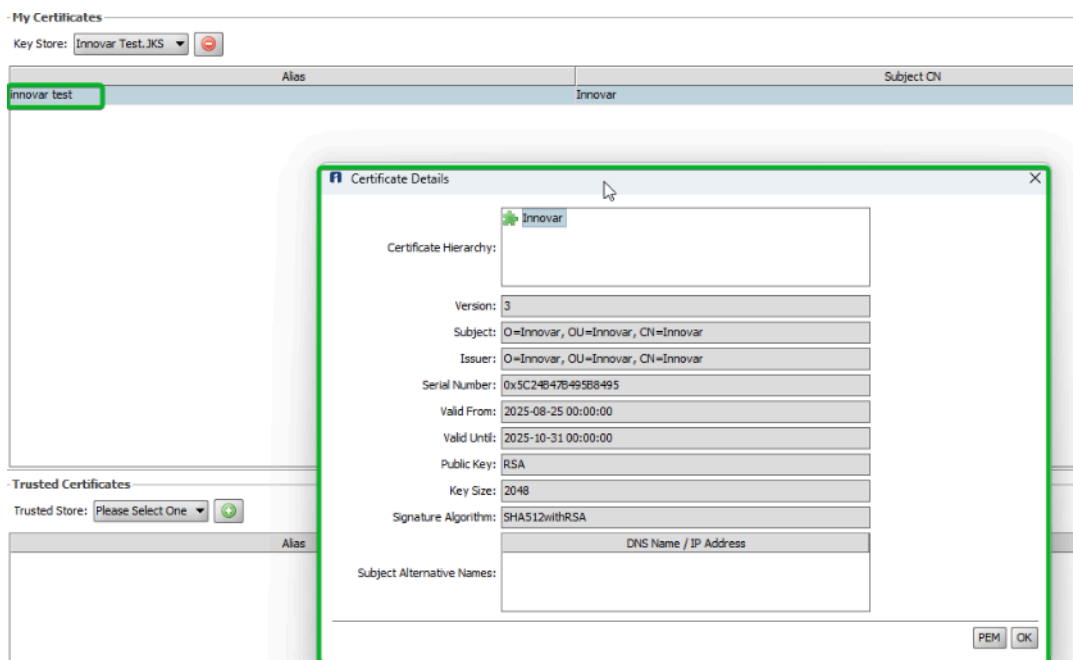 My Certificates
Key Store: Innovar Test.JKS
Alias Subject CN
innovar test Innovar
Certificate Details
Innovar
Certificate Hierarchy:
Version: 3
Subject: O=Innovar, OU=Innovar, CN=Innovar
Issuer: O=Innovar, OU=Innovar, CN=Innovar
Serial Number: 0x5C24B47B495B8495
Valid From: 2025-08-25 00:00:00
Valid Until: 2025-10-31 00:00:00
Public Key: RSA
Key Size: 2048
Signature Algorithm: SHA512withRSA
DNS Name / IP Address
Subject Alternative Names:
PEM OK
Trusted Certificates
Trusted Store: Please Select One
Alias